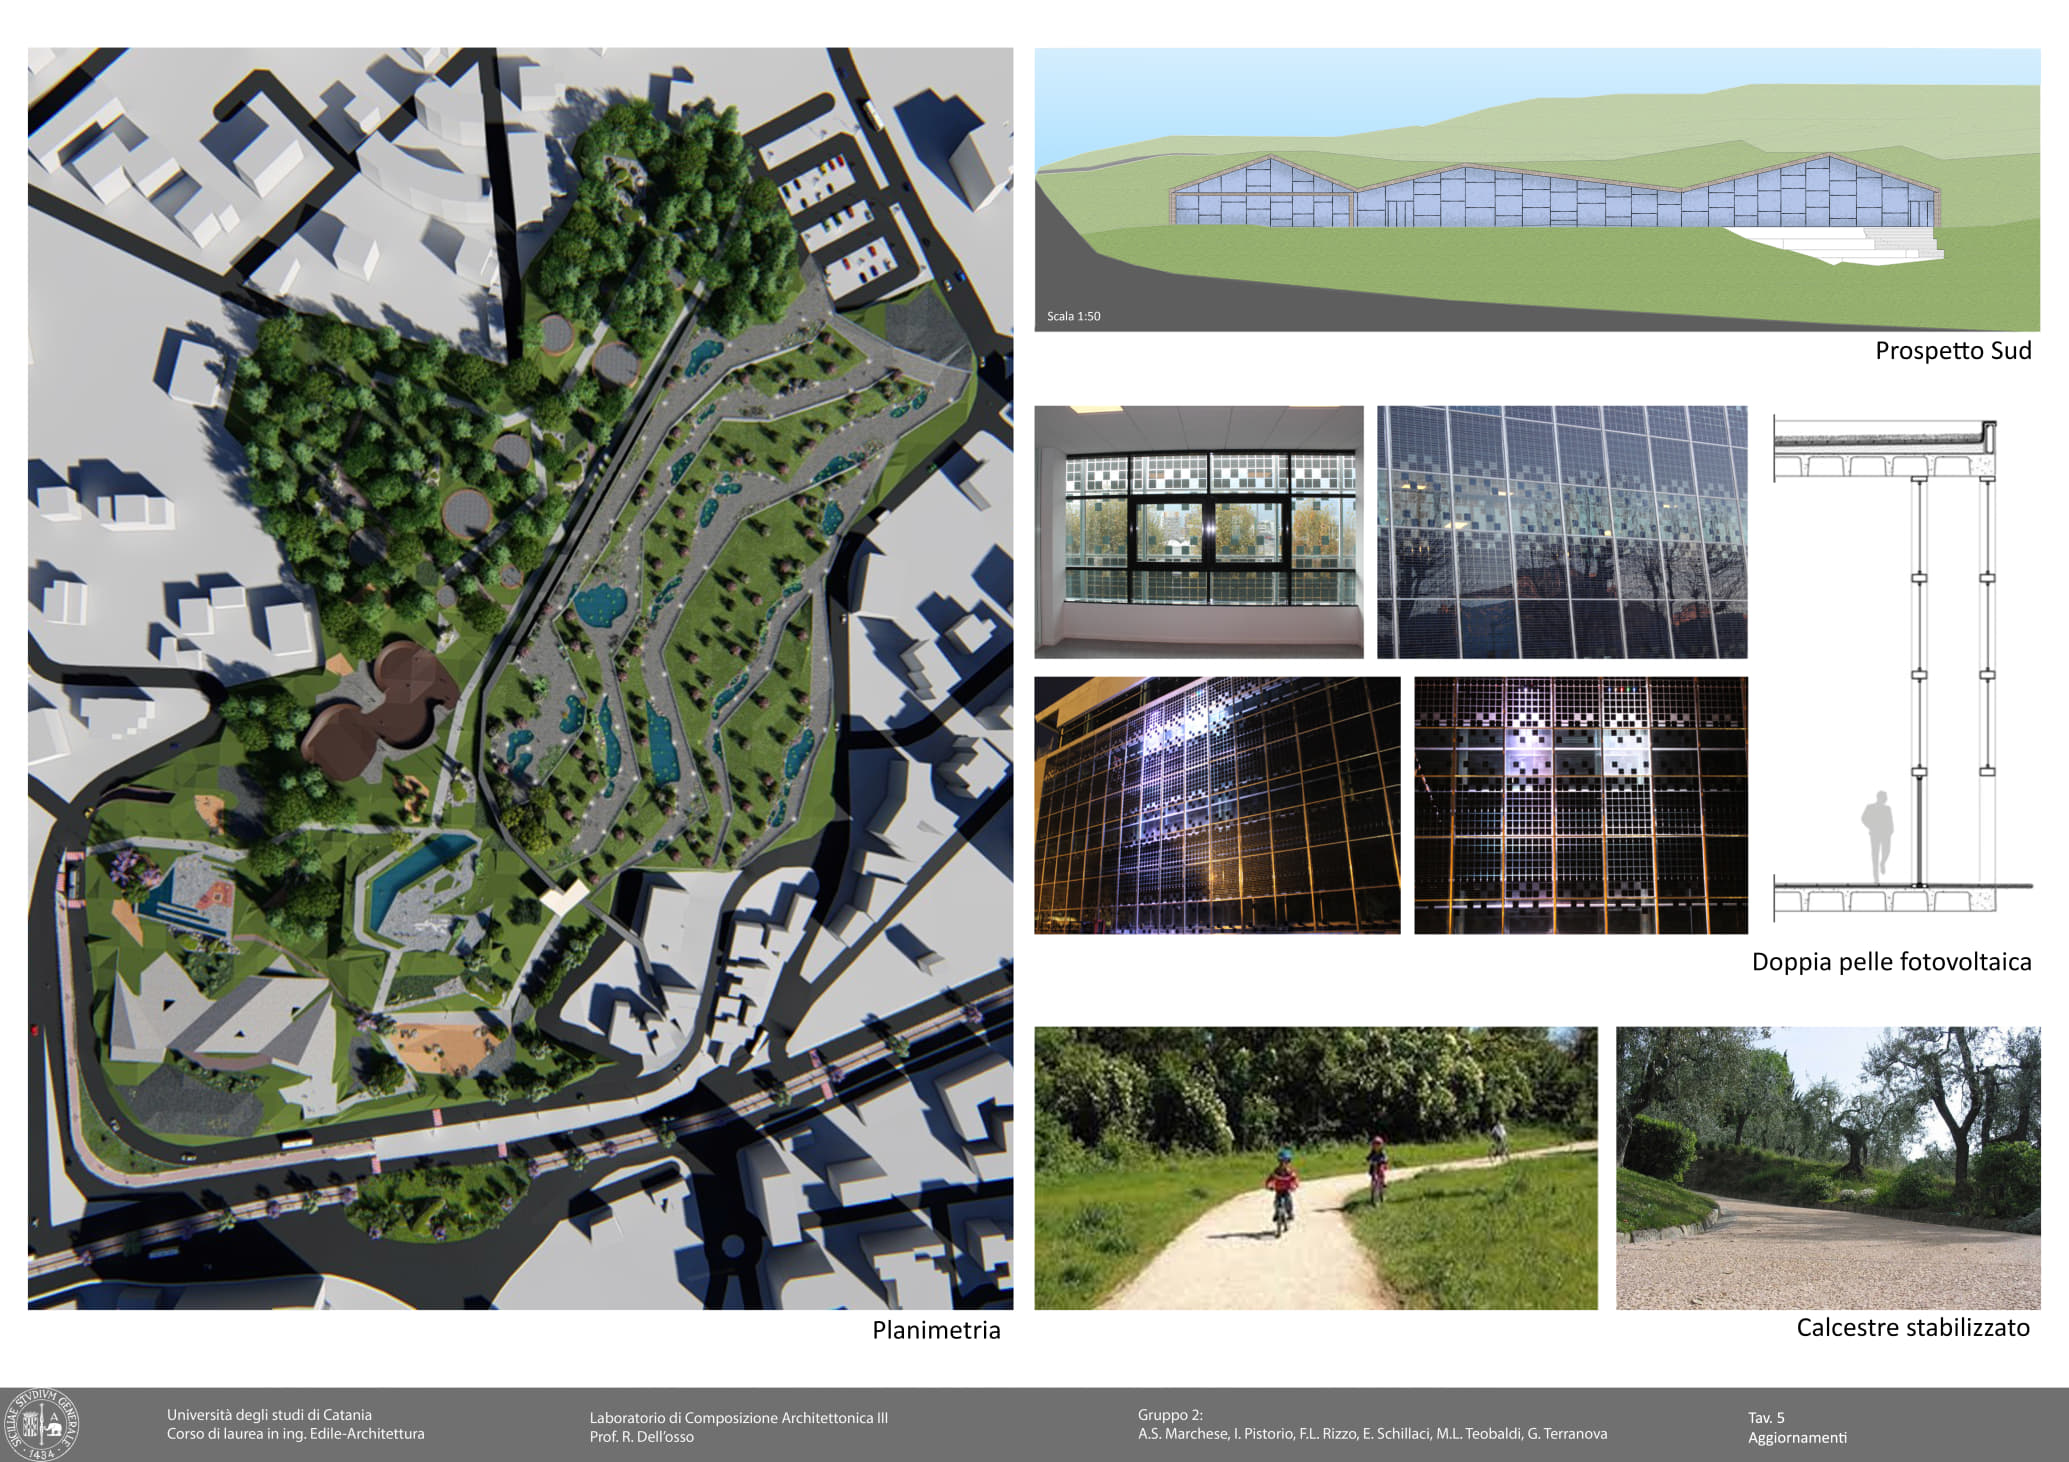 Scala 1:50
Prospetto Sud
Doppia pelle fotovoltaica
Planimetria
Calcestre stabilizzato
SICILIAE STVDIVM GENERALE
1434
Università degli studi di Catania
Corso di laurea in ing. Edile-Architettura
Laboratorio di Composizione Architettonica III
Prof. R. Dell'osso
Gruppo 2:
A.S. Marchese, I. Pistorio, F.L. Rizzo, E. Schillaci, M.L. Teobaldi, G. Terranova
Tav. 5
Aggiornamenti